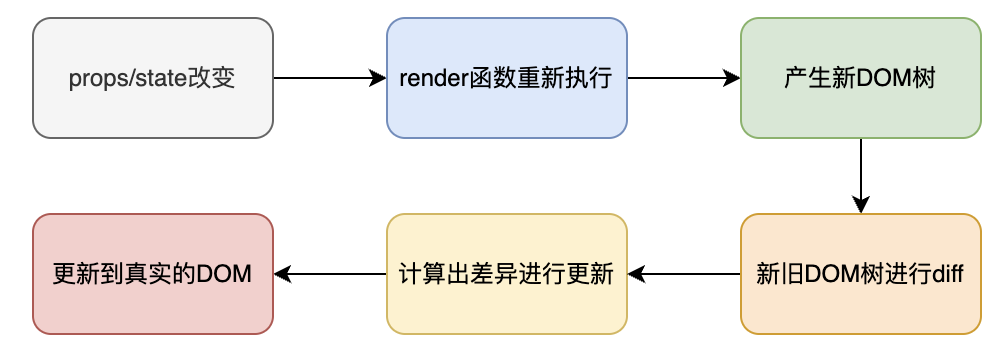 props/state改变
render函数重新执行
产生新DOM树
新旧DOM树进行diff
计算出差异进行更新
更新到真实的DOM